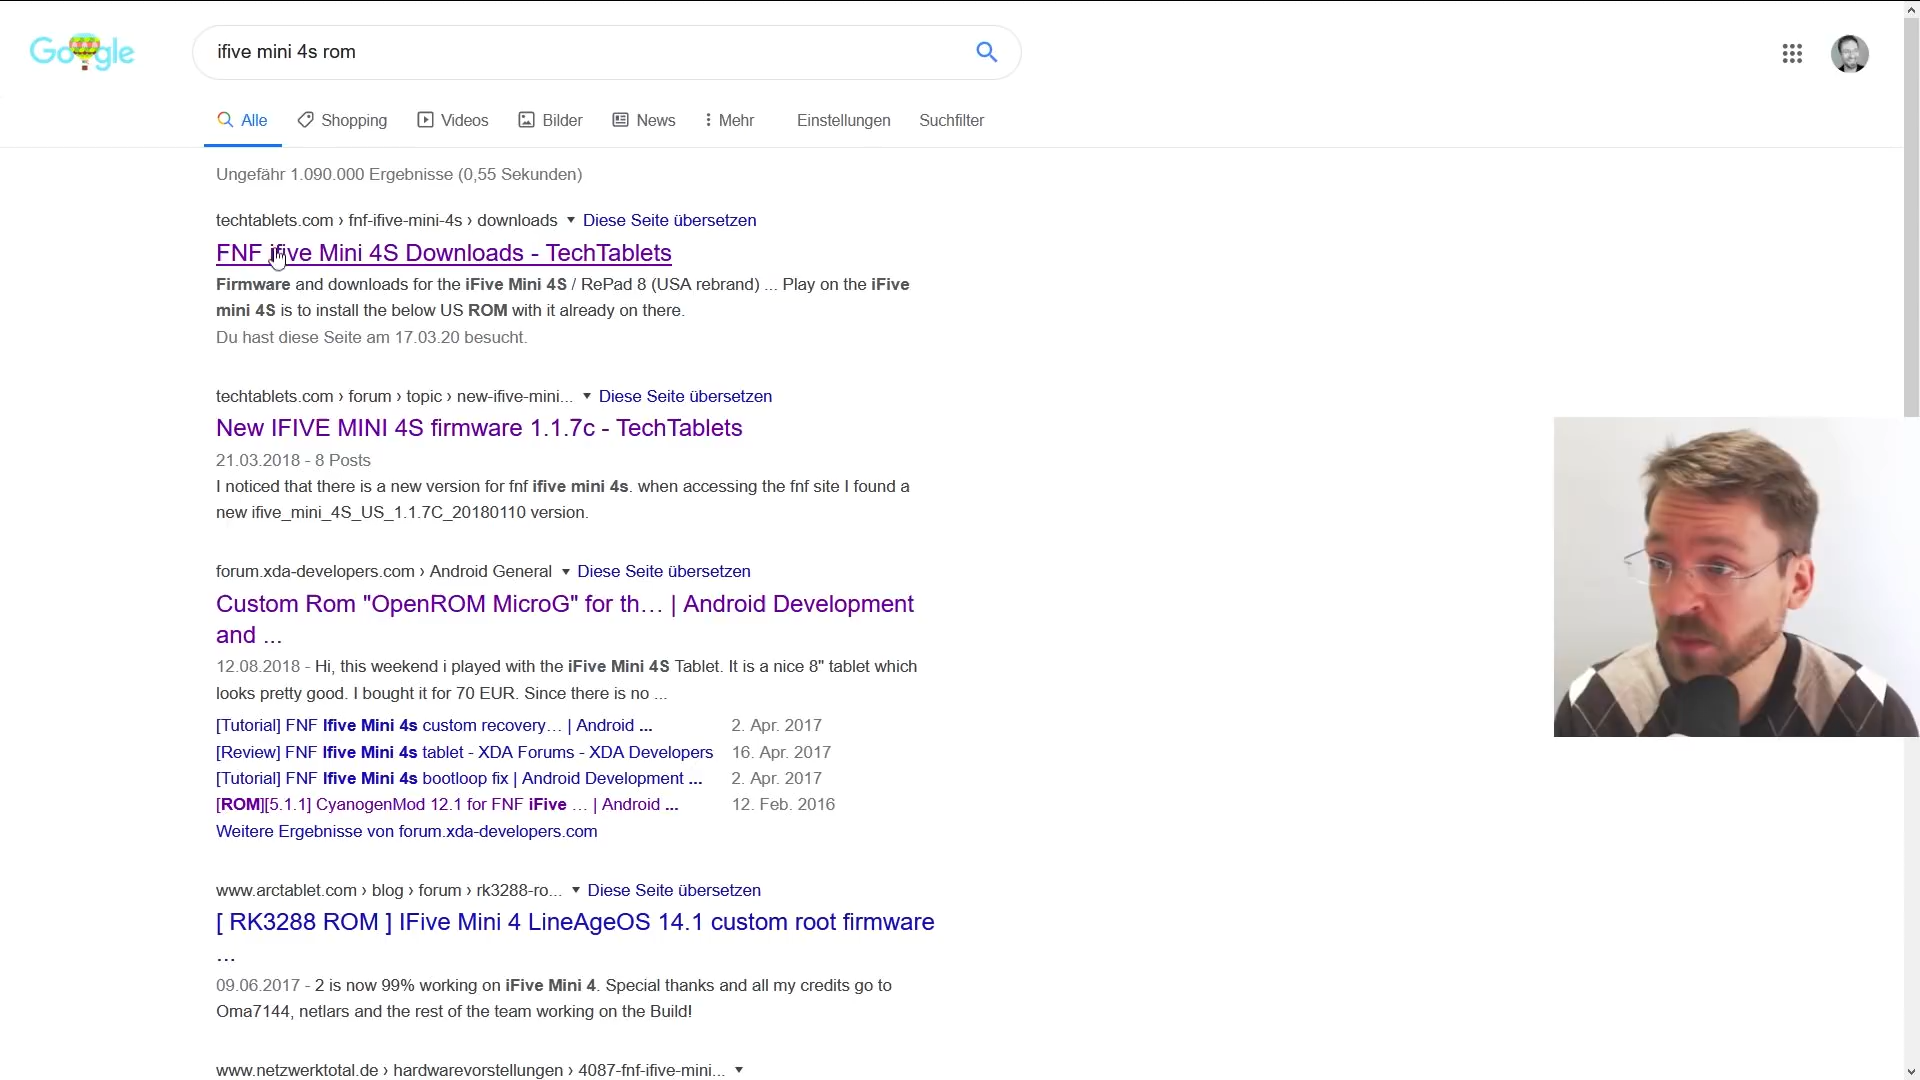 Google
ifive mini 4s rom
Alle
Shopping
Videos
Bilder
News
Mehr
Einstellungen
Suchfilter
Ungefähr 1.090.000 Ergebnisse (0,55 Sekunden)
techtablets.com › fnf-ifive-mini-4s › downloads ▼ Diese Seite übersetzen
FNF ifive Mini 4S Downloads - TechTablets
Firmware and downloads for the iFive Mini 4S / RePad 8 (USA rebrand) ... Play on the iFive
mini 4S is to install the below US ROM with it already on there.
Du hast diese Seite am 17.03.20 besucht.
techtablets.com › forum › topic › new-ifive-mini... ▼ Diese Seite übersetzen
New IFIVE MINI 4S firmware 1.1.7c - TechTablets
21.03.2018 - 8 Posts
I noticed that there is a new version for fnf ifive mini 4s. when accessing the fnf site I found a
new ifive_mini_4S_US_1.1.7C_20180110 version.
forum.xda-developers.com › Android General ▼ Diese Seite übersetzen
Custom Rom "OpenROM MicroG" for th… | Android Development
and ...
12.08.2018 - Hi, this weekend i played with the iFive Mini 4S Tablet. It is a nice 8" tablet which
looks pretty good. I bought it for 70 EUR. Since there is no ...
[Tutorial] FNF Ifive Mini 4s custom recovery… | Android ... 2. Apr. 2017
[Review] FNF Ifive Mini 4s tablet - XDA Forums - XDA Developers 16. Apr. 2017
[Tutorial] FNF Ifive Mini 4s bootloop fix | Android Development ... 2. Apr. 2017
[ROM][5.1.1] CyanogenMod 12.1 for FNF iFive … | Android ... 12. Feb. 2016
Weitere Ergebnisse von forum.xda-developers.com
www.arctablet.com › blog › forum › rk3288-ro... ▼ Diese Seite übersetzen
[ RK3288 ROM ] IFive Mini 4 LineAgeOS 14.1 custom root firmware
...
09.06.2017 - 2 is now 99% working on iFive Mini 4. Special thanks and all my credits go to
Oma7144, netlars and the rest of the team working on the Build!
www.netzwerktotal.de › hardwarevorstellungen › 4087-fnf-ifive-mini... ▼